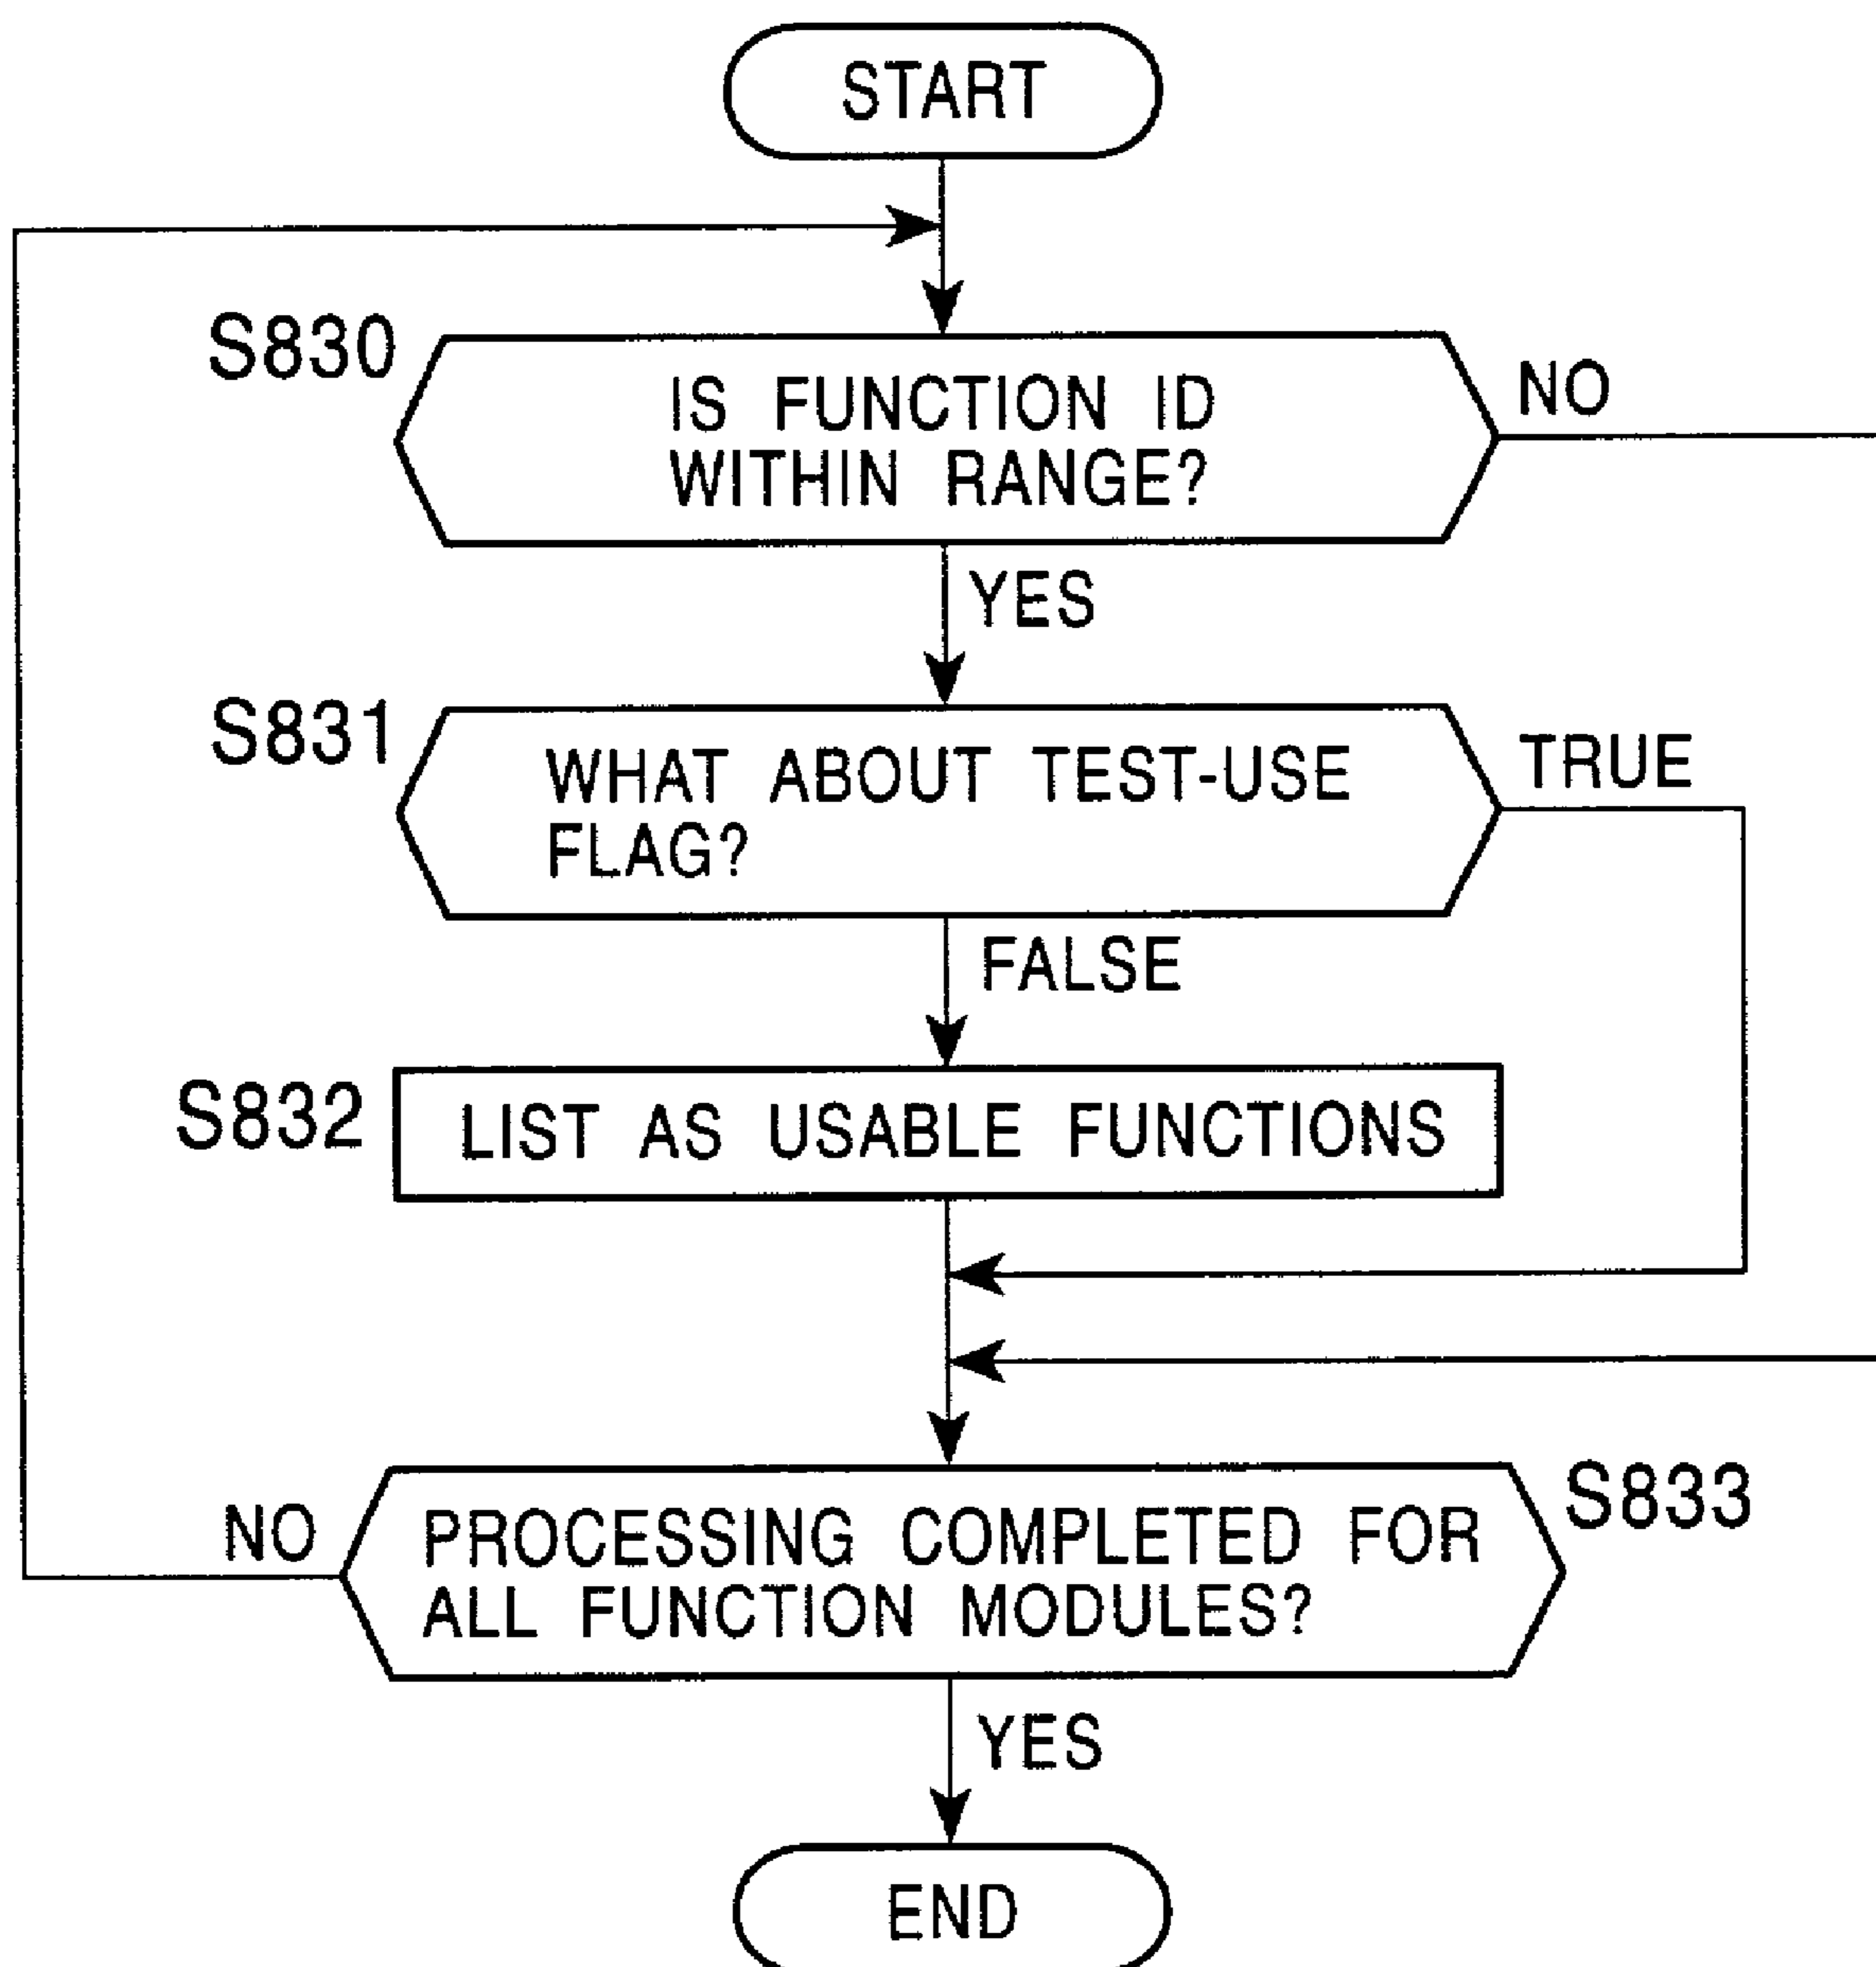 START
S830
IS FUNCTION ID
WITHIN RANGE?
NO
YES
S831
WHAT ABOUT TEST-USE
FLAG?
TRUE
FALSE
S832
LIST AS USABLE FUNCTIONS
S833
NO
PROCESSING COMPLETED FOR
ALL FUNCTION MODULES?
YES
END